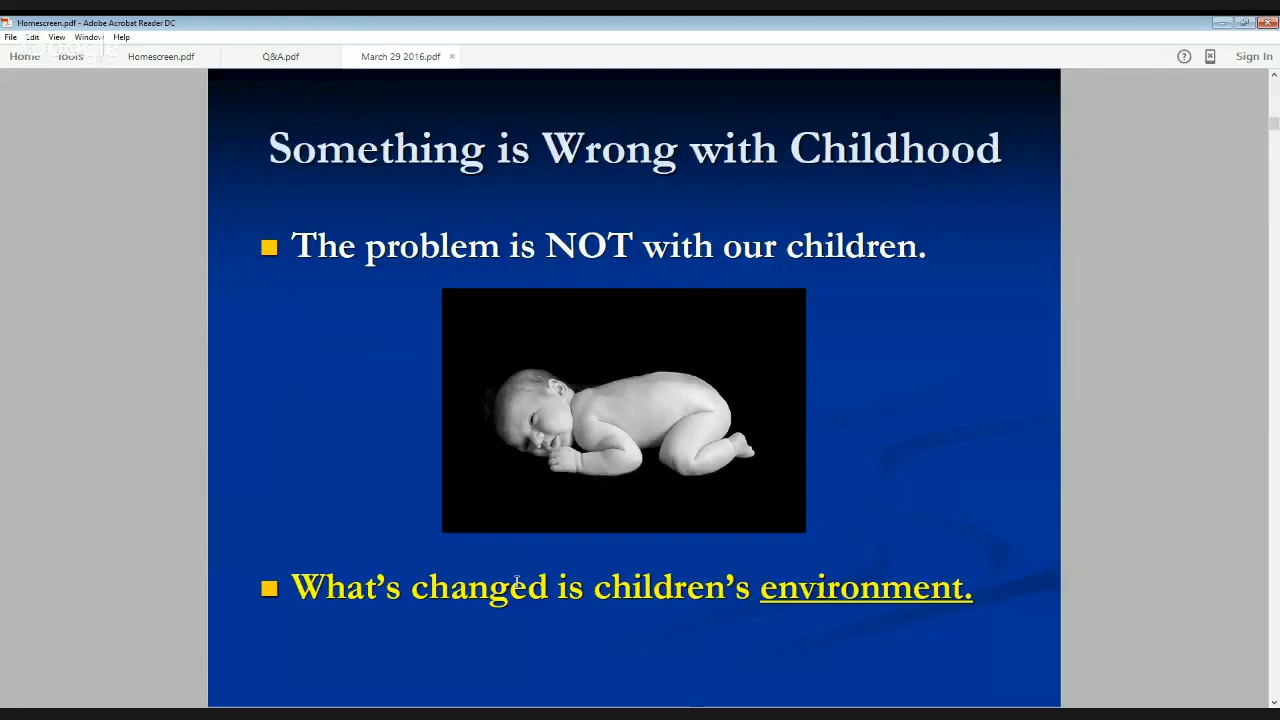 Homescreen.pdf - Adobe Acrobat Reader DC
File Edit View Window Help
Home Tools Homescreen.pdf Q&A.pdf March 29 2016.pdf × Sign In
Google
Something is Wrong with Childhood
The problem is NOT with our children.
What's changed is children's environment.